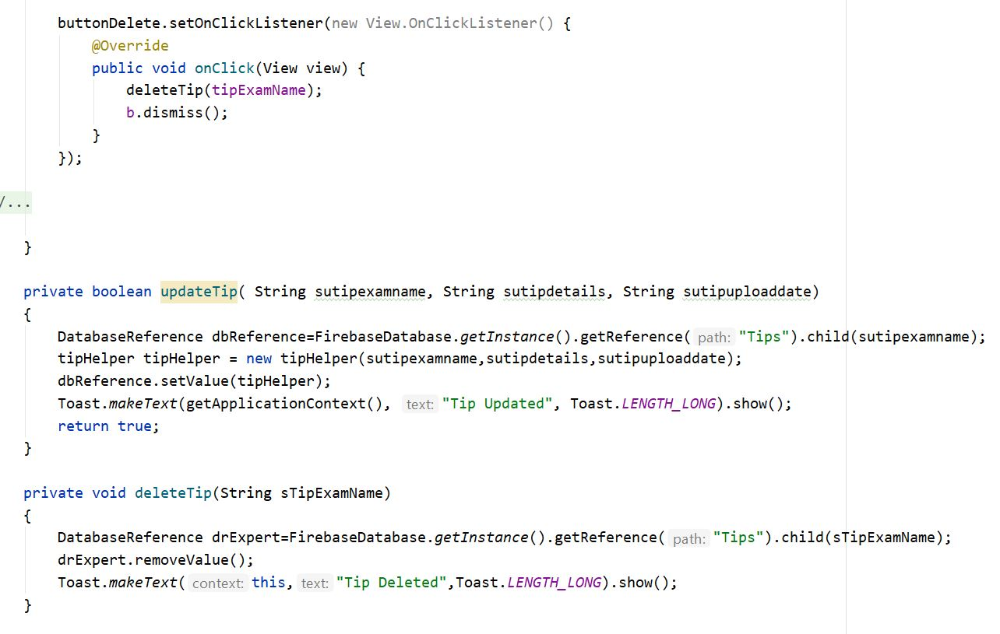 buttonDelete.setOnClickListener(new View.OnClickListener() {
@Override
public void onClick(View view) {
deleteTip(tipExamName);
b.dismiss();
}
});
/...
}
private boolean updateTip( String sutipexamname, String sutipdetails, String sutipuploaddate)
{
DatabaseReference dbReference=FirebaseDatabase.getInstance().getReference( path: "Tips").child(sutipexamname);
tipHelper tipHelper = new tipHelper(sutipexamname,sutipdetails,sutipuploaddate);
dbReference.setValue(tipHelper);
Toast.makeText(getApplicationContext(), text: "Tip Updated", Toast.LENGTH_LONG).show();
return true;
}
private void deleteTip(String sTipExamName)
{
DatabaseReference drExpert=FirebaseDatabase.getInstance().getReference( path: "Tips").child(sTipExamName);
drExpert.removeValue();
Toast.makeText( context: this, text: "Tip Deleted",Toast.LENGTH_LONG).show();
}